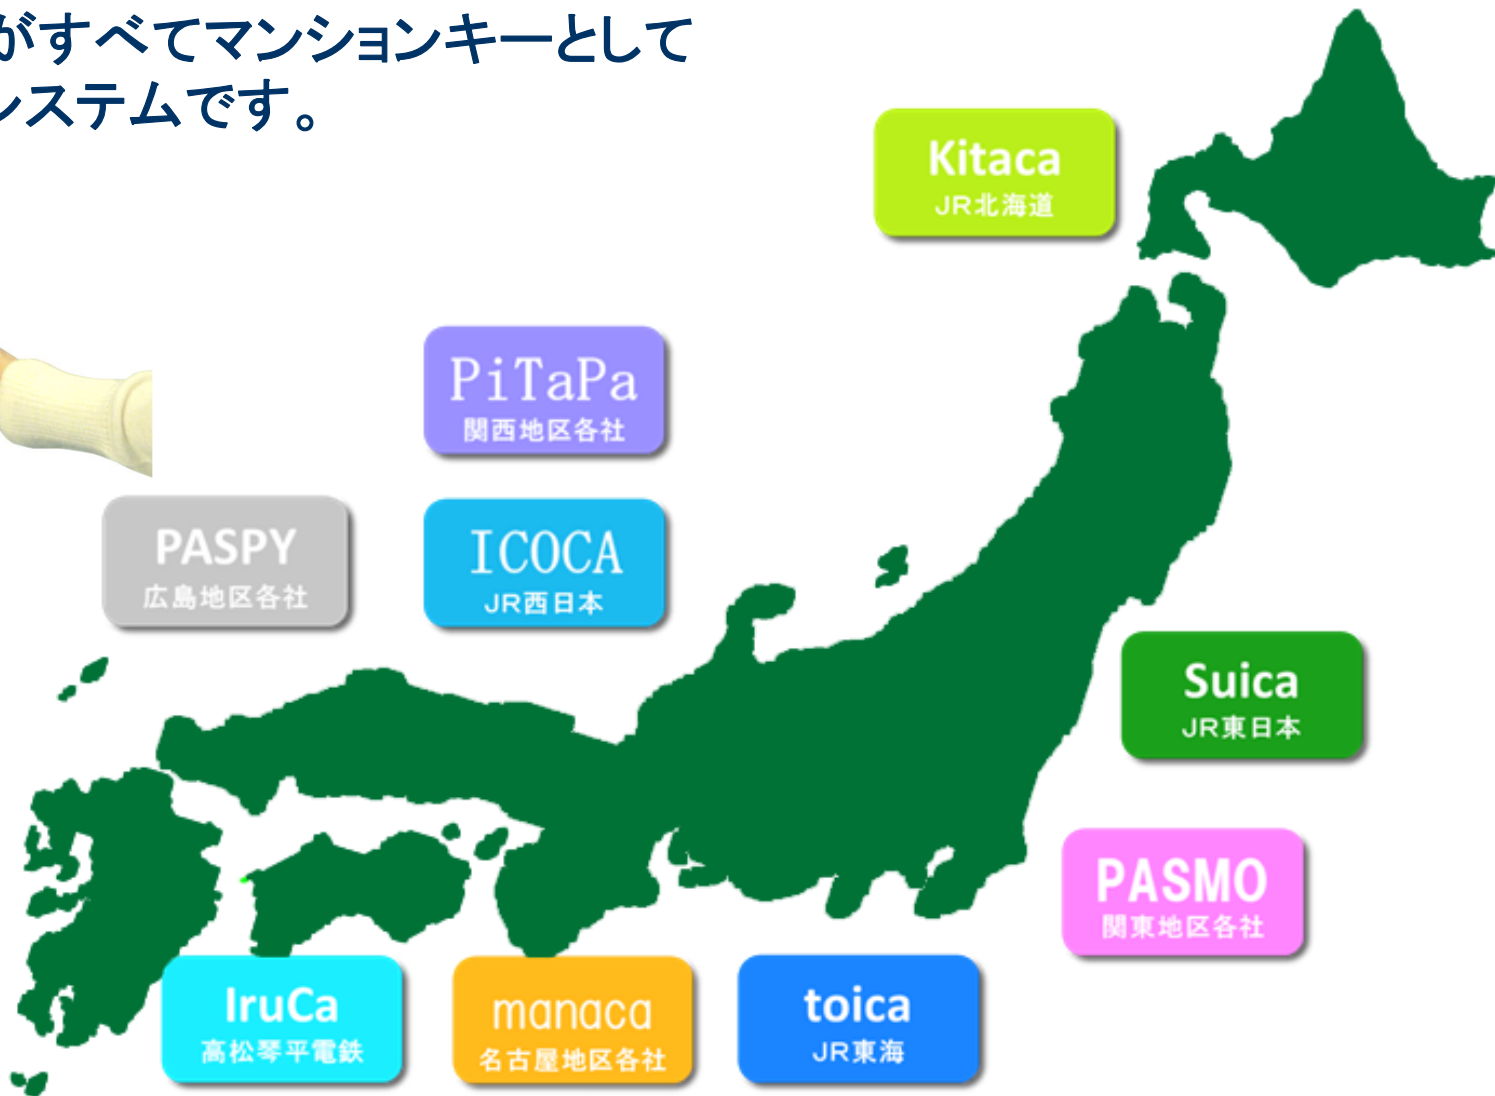 がすべてマンションキーとして
システムです。
Kitaca
JR北海道
PiTaPa
関西地区各社
PASPY
広島地区各社
ICOCA
JR西日本
Suica
JR東日本
PASMO
関東地区各社
IruCa
高松琴平電鉄
manaca
名古屋地区各社
toica
JR東海